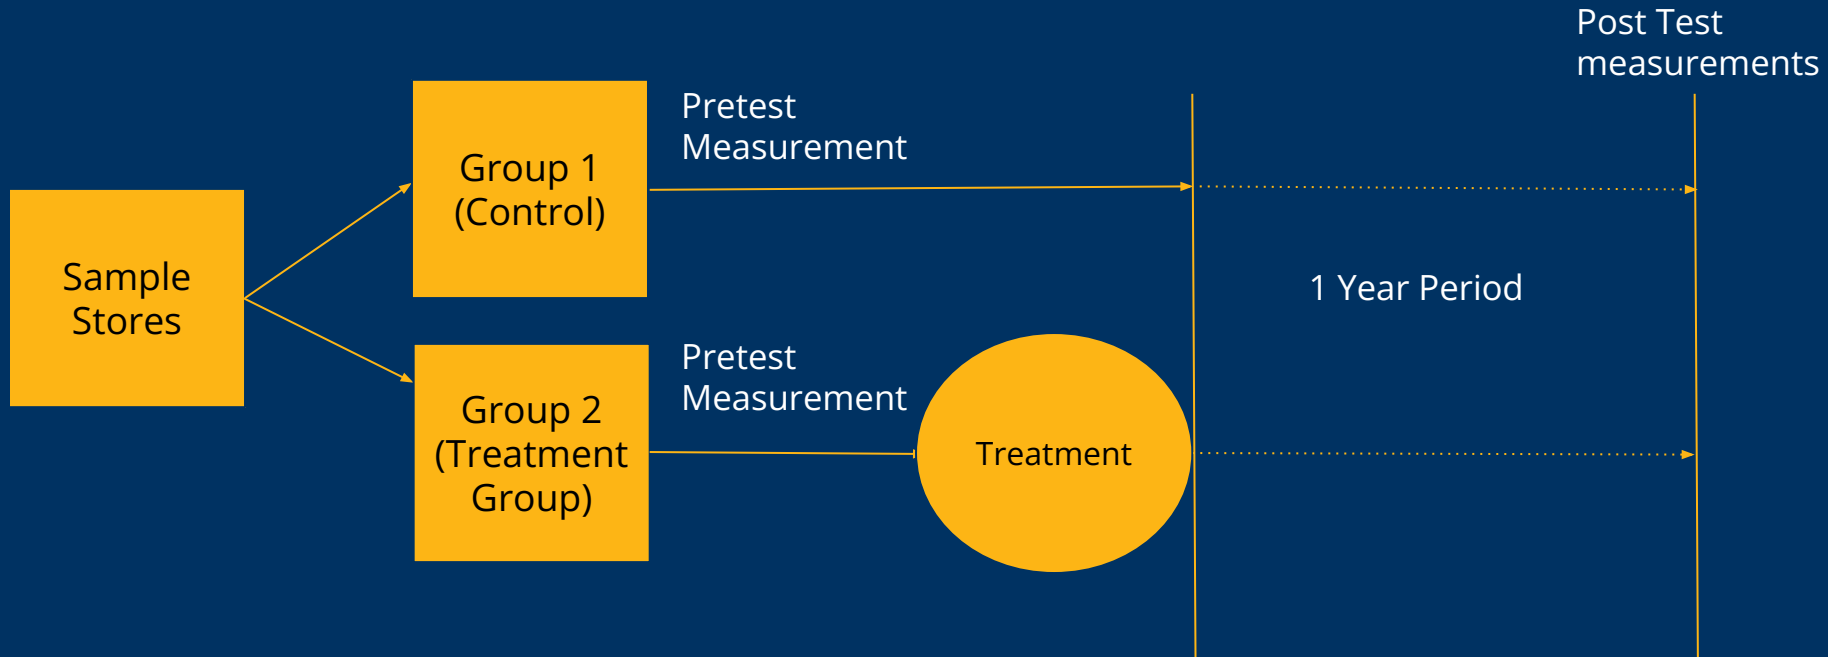 Post Test
measurements
Pretest
Measurement
Group 1
(Control)
Sample
Stores
1 Year Period
Pretest
Measurement
Group 2
(Treatment
Group)
Treatment